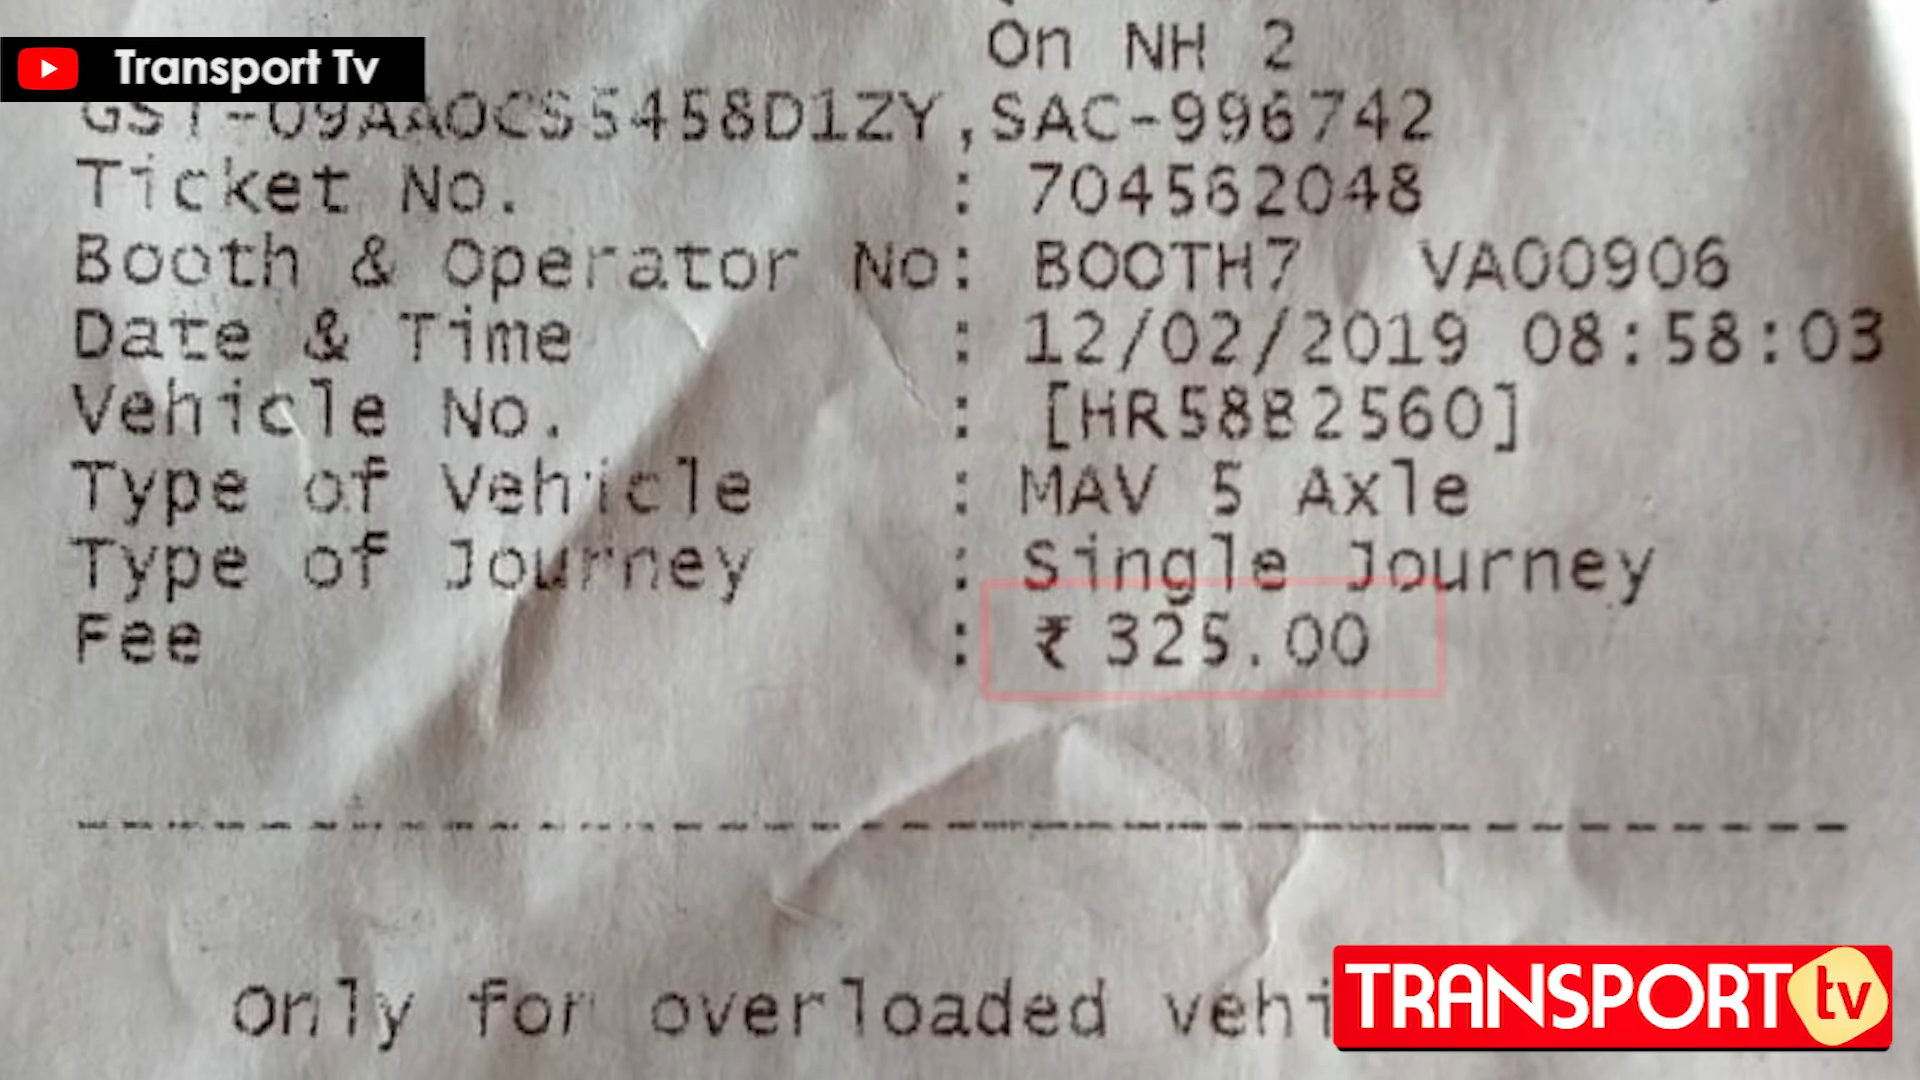 Transport Tv
On NH 2
GST-09AAOCS5458D1ZY,SAC-996742
Ticket No. : 704562048
Booth & Operator No: BOOTH7 VA00906
Date & Time : 12/02/2019 08:58:03
Vehicle No. : [HR58B2560]
Type of Vehicle : MAV 5 Axle
Type of Journey : Single Journey
Fee : ₹ 325.00
Only for overloaded vehi
TRANSPORT tv